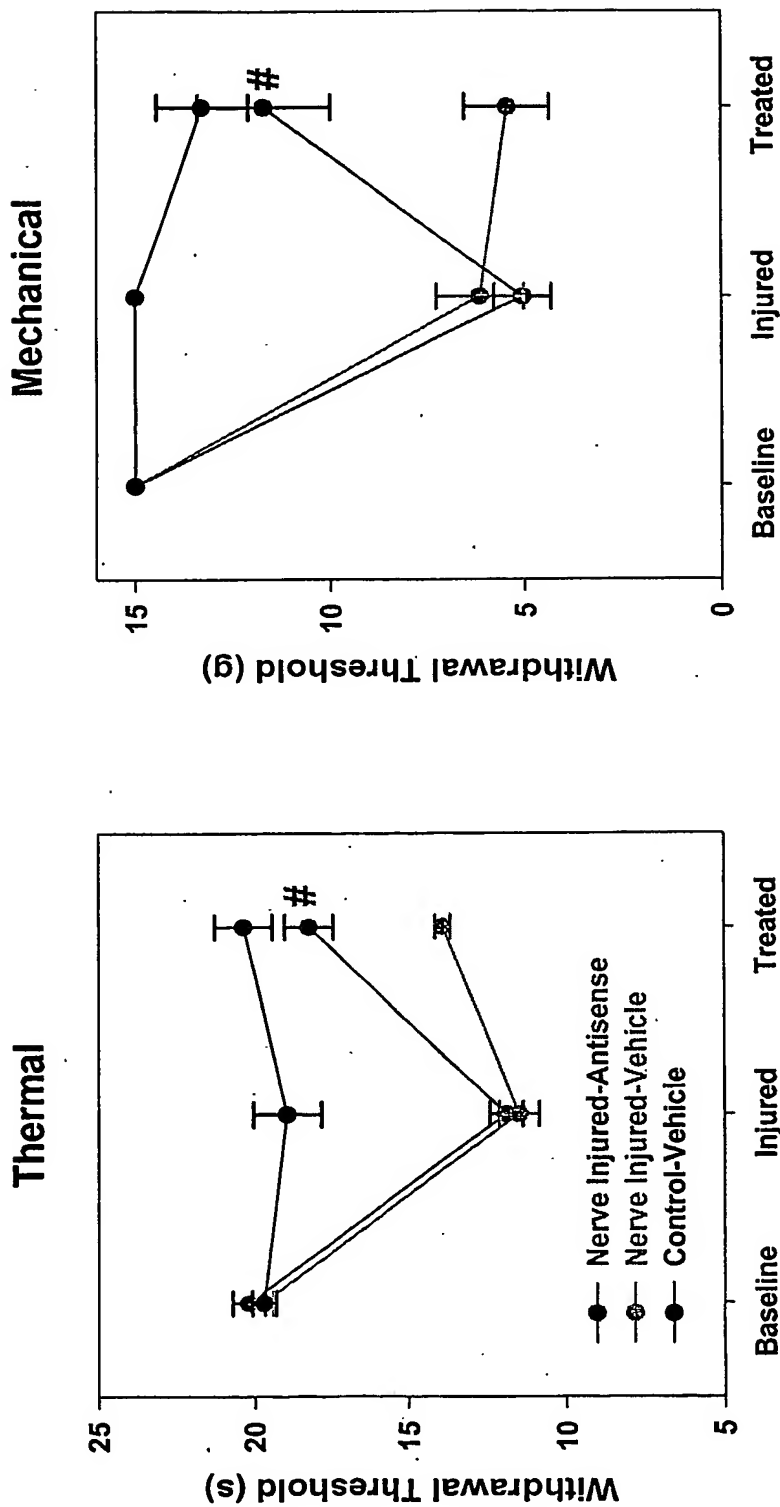 Thermal
Withdrawal Threshold (s)
25
20
15
10
5
#
Nerve Injured-Antisense
Nerve Injured-Vehicle
Control-Vehicle
Baseline
Injured
Treated
Mechanical
Withdrawal Threshold (g)
15
10
5
0
#
Baseline
Injured
Treated